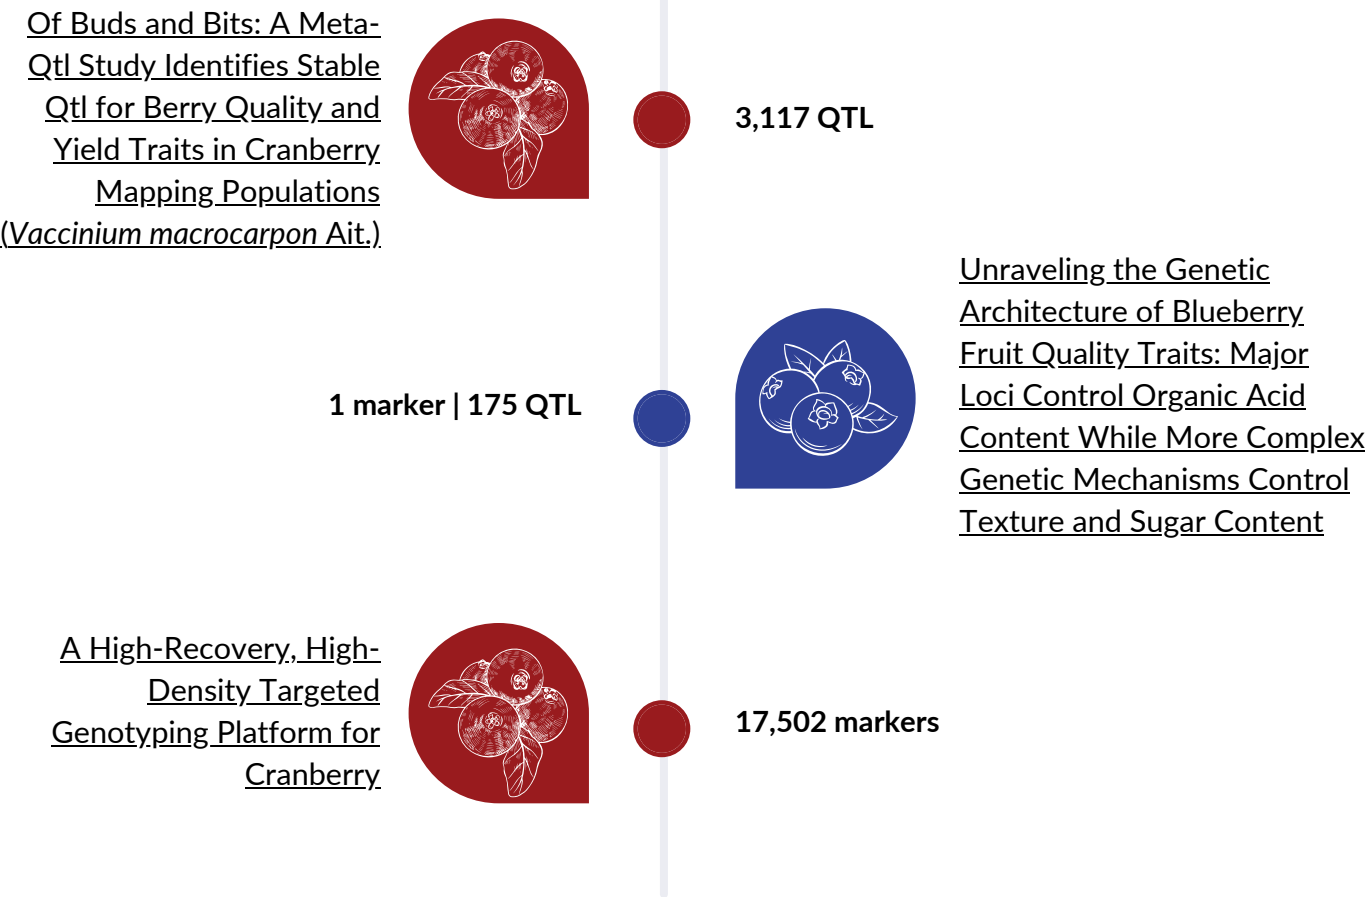 Of Buds and Bits: A Meta-
Qtl Study Identifies Stable
Qtl for Berry Quality and
Yield Traits in Cranberry
Mapping Populations
(Vaccinium macrocarpon Ait.)
3,117 QTL
1 marker | 175 QTL
Unraveling the Genetic
Architecture of Blueberry
Fruit Quality Traits: Major
Loci Control Organic Acid
Content While More Complex
Genetic Mechanisms Control
Texture and Sugar Content
A High-Recovery, High-
Density Targeted
Genotyping Platform for
Cranberry
17,502 markers